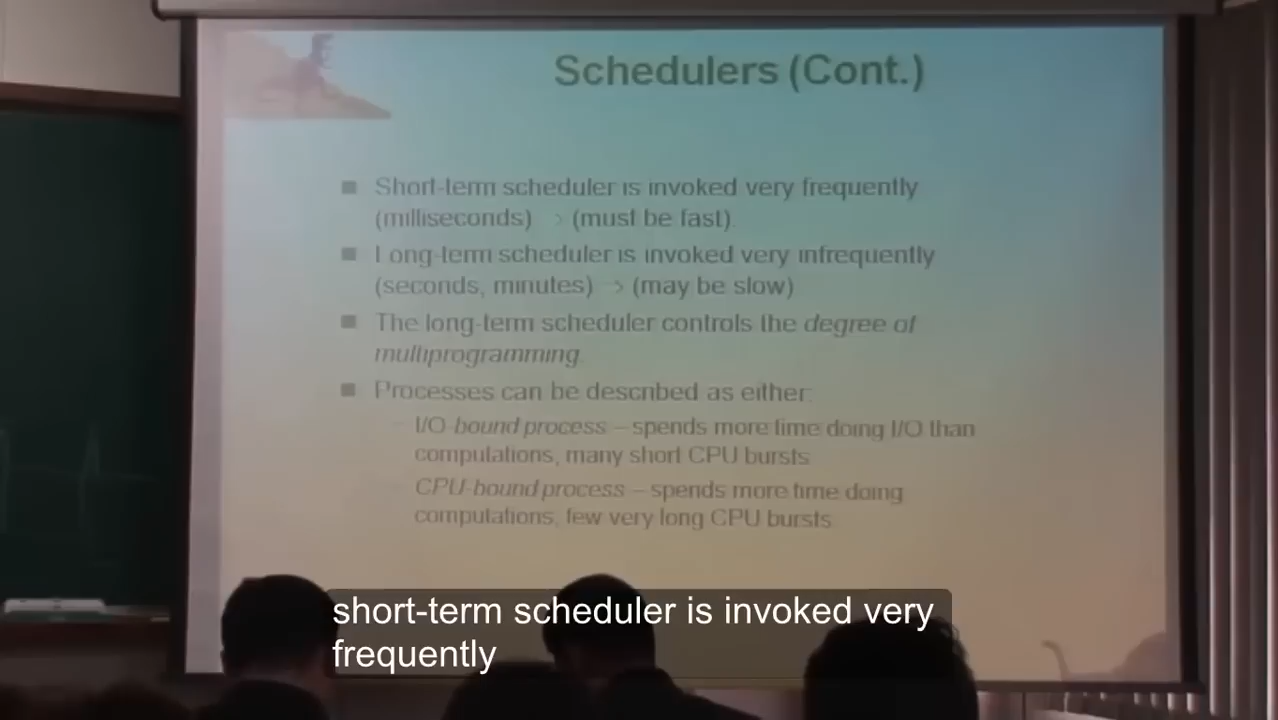 Schedulers (Cont.)
■ Short-term scheduler is invoked very frequently
(milliseconds) → (must be fast).
■ Long-term scheduler is invoked very infrequently
(seconds, minutes) → (may be slow)
■ The long-term scheduler controls the degree of
multiprogramming.
■ Processes can be described as either:
– I/O-bound process – spends more time doing I/O than
computations, many short CPU bursts
CPU-bound process – spends more time doing
computations, few very long CPU bursts
short-term scheduler is invoked very
frequently